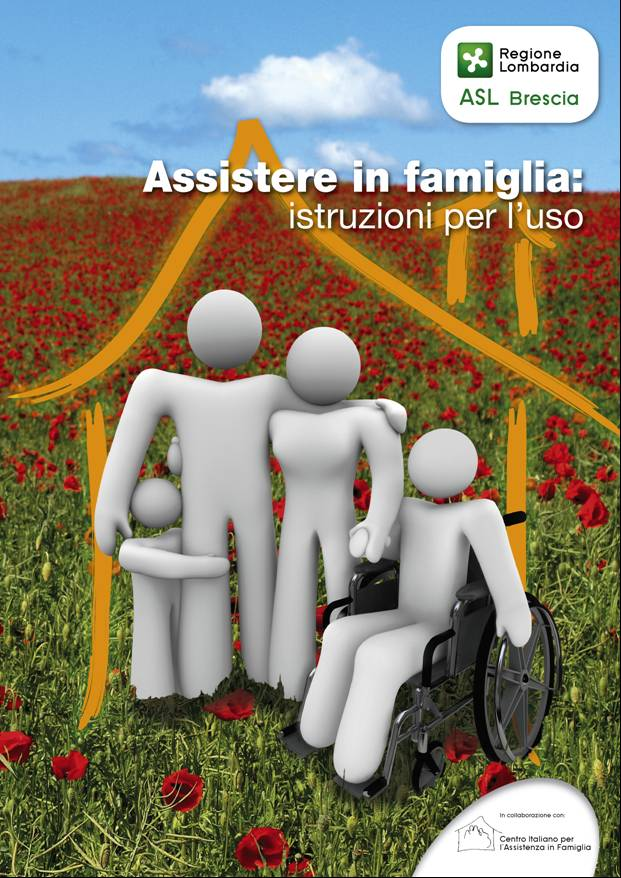 Regione
Lombardia
ASL Brescia
Assistere in famiglia:
istruzioni per l'uso
In collaborazione con:
Centro Italiano per
l'Assistenza in Famiglia